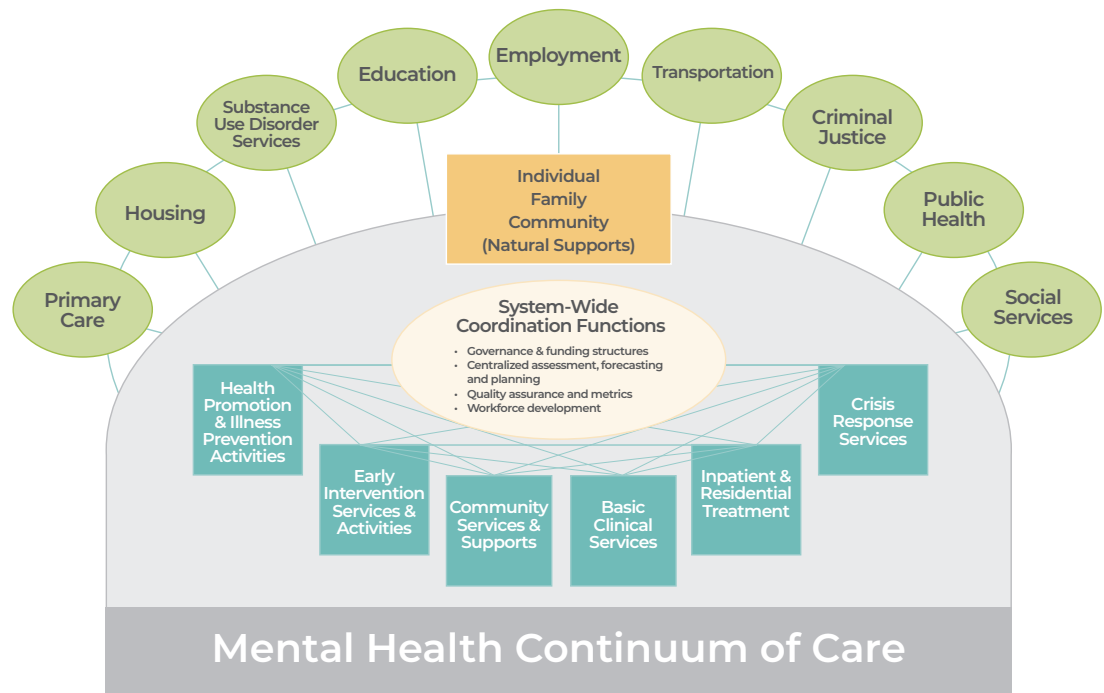 Employment
Education
Transportation
Substance
Use Disorder
Services
Criminal
Justice
Housing
Public
Health
Primary
Care
Social
Services
Individual
Family
Community
(Natural Supports)
System-Wide
Coordination Functions
• Governance & funding structures
• Centralized assessment, forecasting
and planning
• Quality assurance and metrics
• Workforce development
Health
Promotion
& Illness
Prevention
Activities
Early
Intervention
Services &
Activities
Community
Services &
Supports
Basic
Clinical
Services
Inpatient &
Residential
Treatment
Crisis
Response
Services
Mental Health Continuum of Care